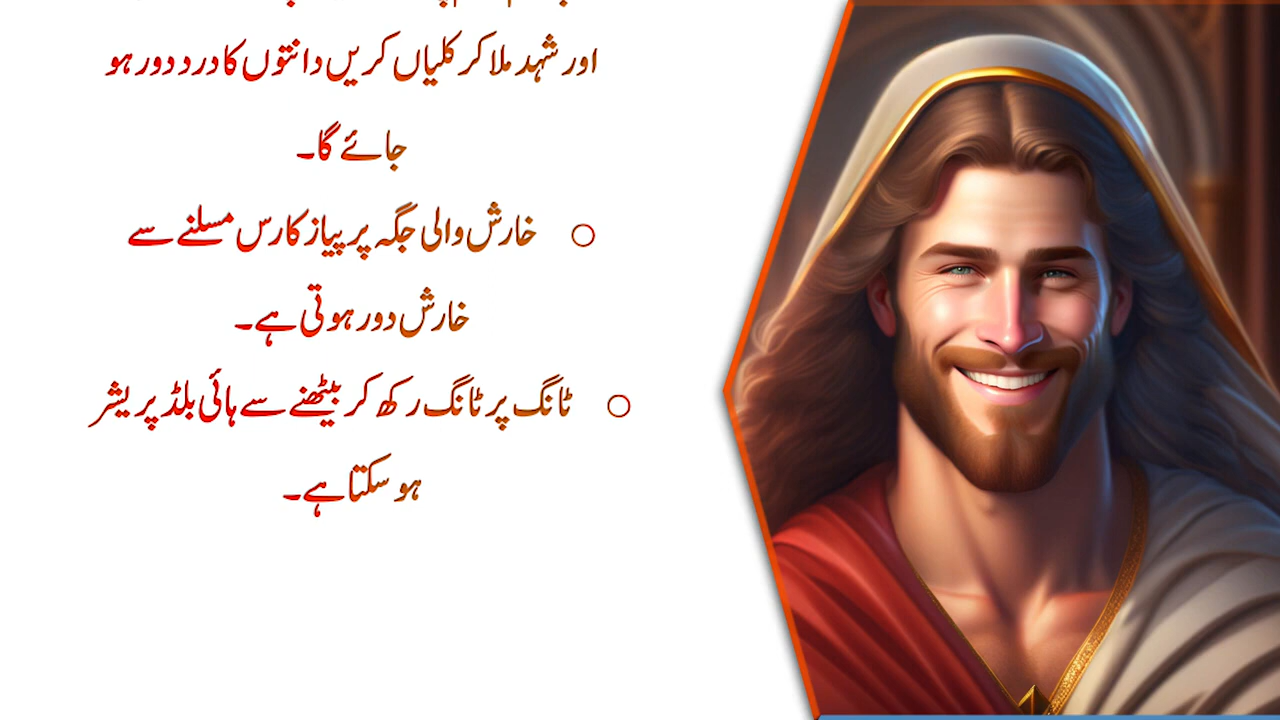 اور شہد ملا کر کلیاں کریں دانتوں کا درد دور ہو
جائے گا۔
○ خارش والی جگہ پر پیاز کا رس مسلنے سے
خارش دور ہوتی ہے۔
○ ٹانگ پر ٹانگ رکھ کر بیٹھنے سے ہائی بلڈ پریشر
ہو سکتا ہے۔